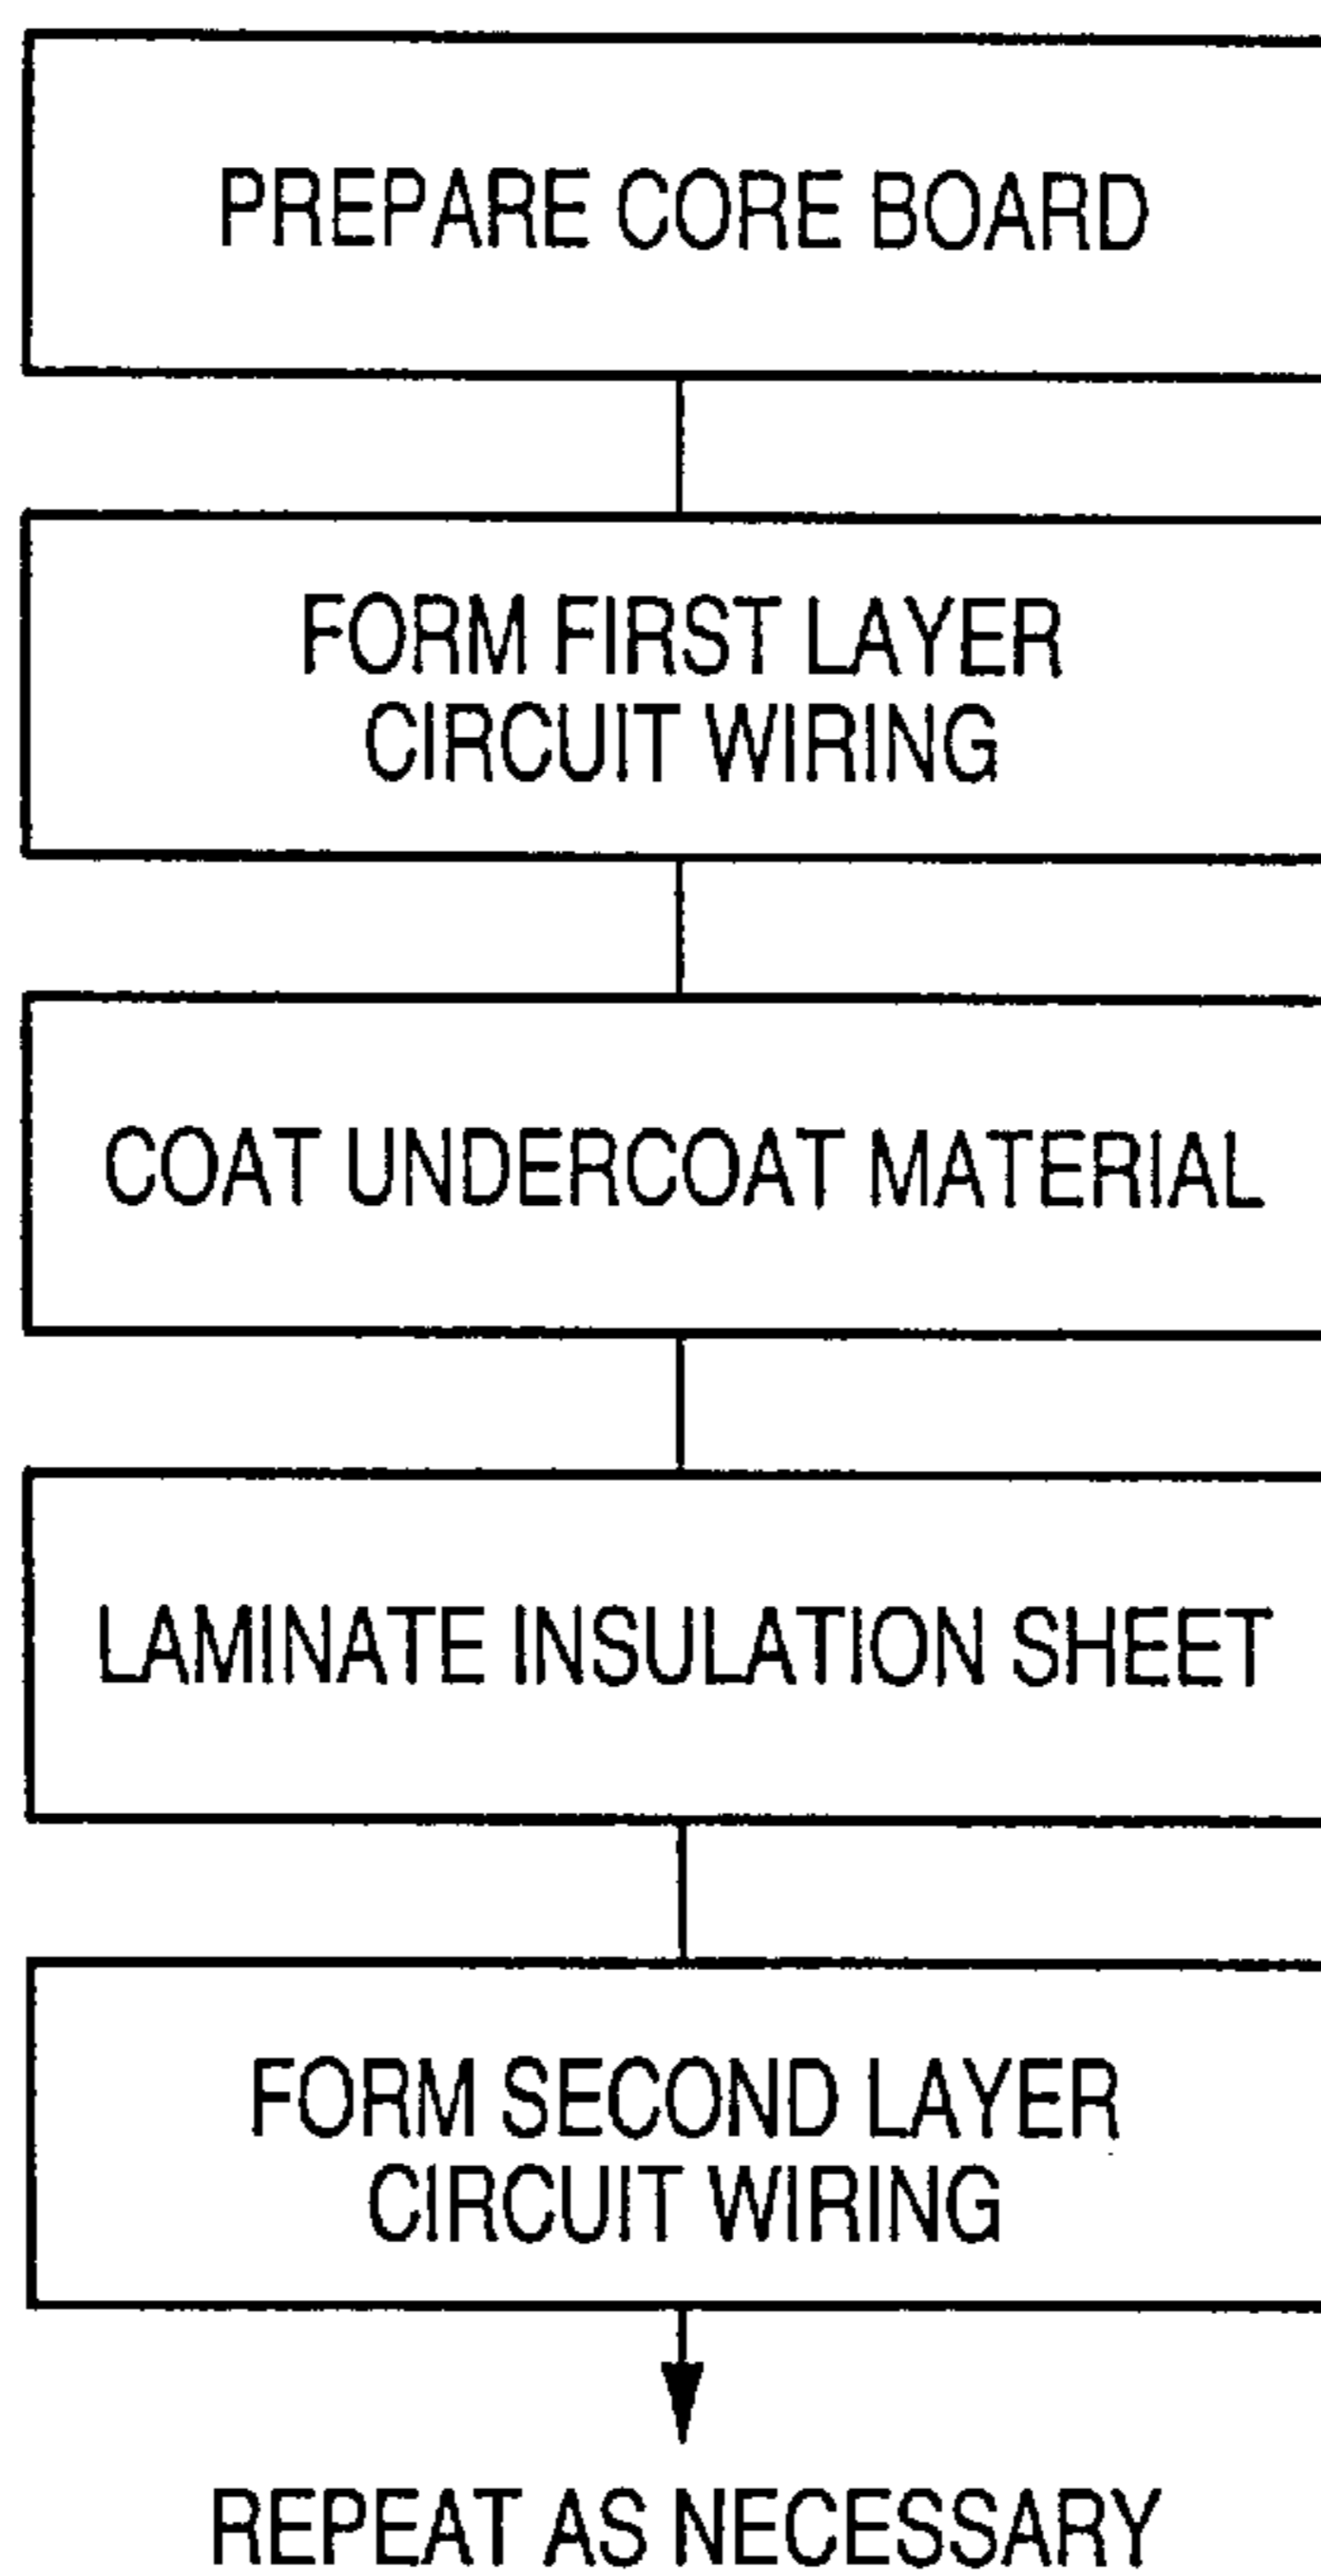 PREPARE CORE BOARD
FORM FIRST LAYER
CIRCUIT WIRING
COAT UNDERCOAT MATERIAL
LAMINATE INSULATION SHEET
FORM SECOND LAYER
CIRCUIT WIRING
REPEAT AS NECESSARY